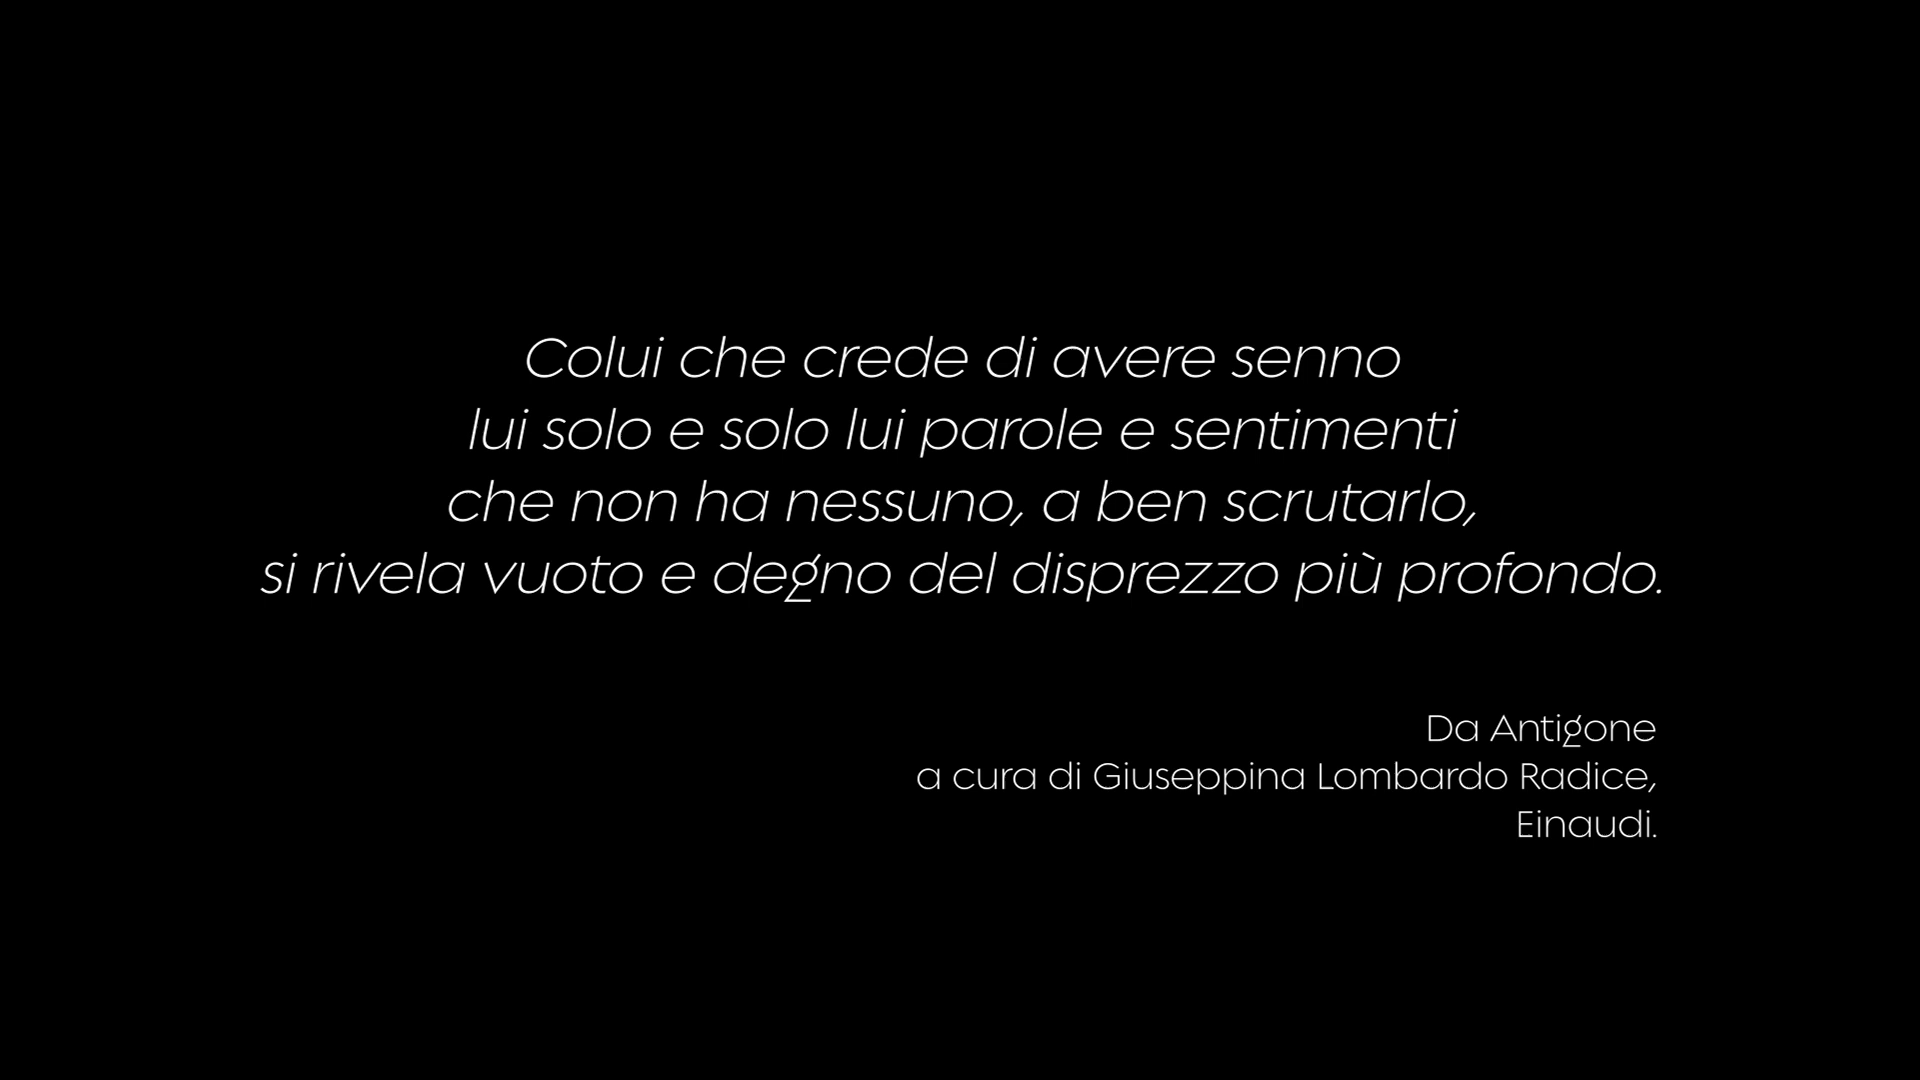 Colui che crede di avere senno
lui solo e solo lui parole e sentimenti
che non ha nessuno, a ben scrutarlo,
si rivela vuoto e degno del disprezzo più profondo.
Da Antigone
a cura di Giuseppina Lombardo Radice,
Einaudi.